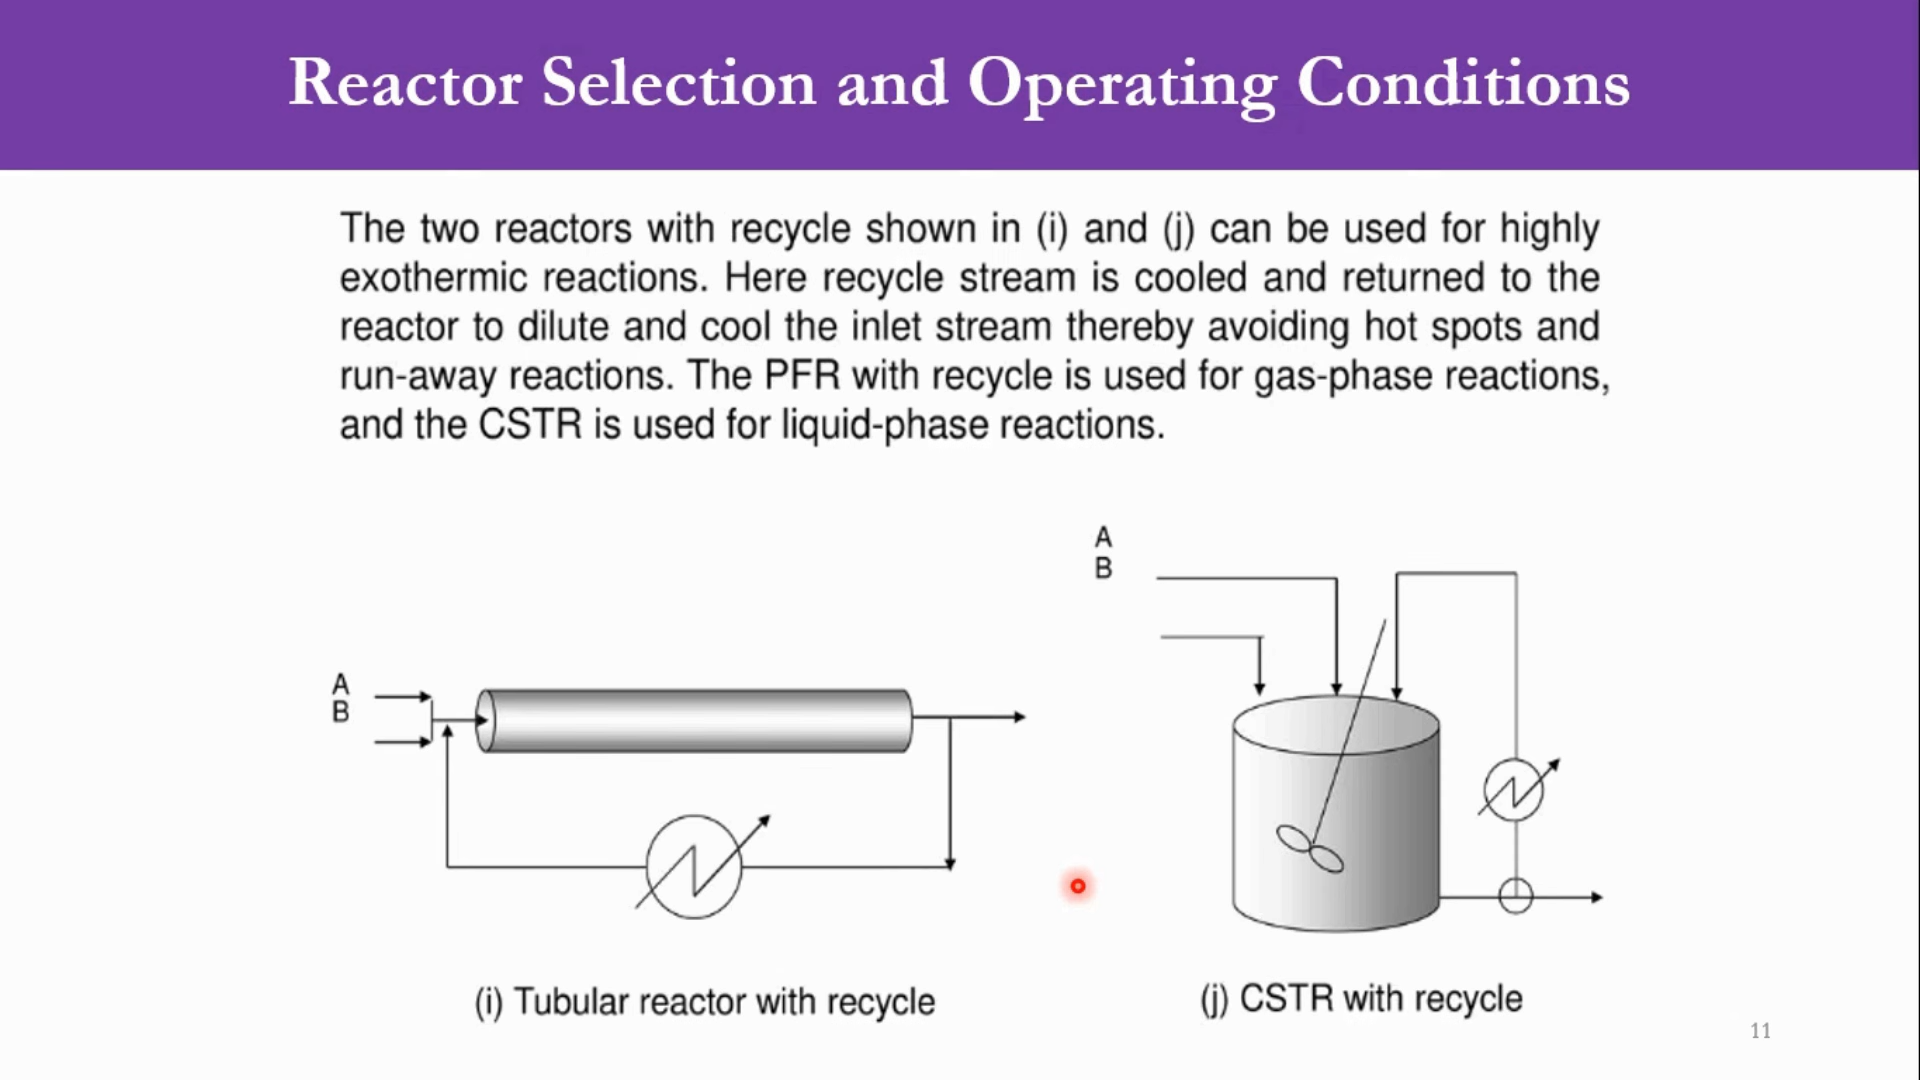 Reactor Selection and Operating Conditions
The two reactors with recycle shown in (i) and (j) can be used for highly
exothermic reactions. Here recycle stream is cooled and returned to the
reactor to dilute and cool the inlet stream thereby avoiding hot spots and
run-away reactions. The PFR with recycle is used for gas-phase reactions,
and the CSTR is used for liquid-phase reactions.
A
B
A
B
(i) Tubular reactor with recycle
(j) CSTR with recycle
11